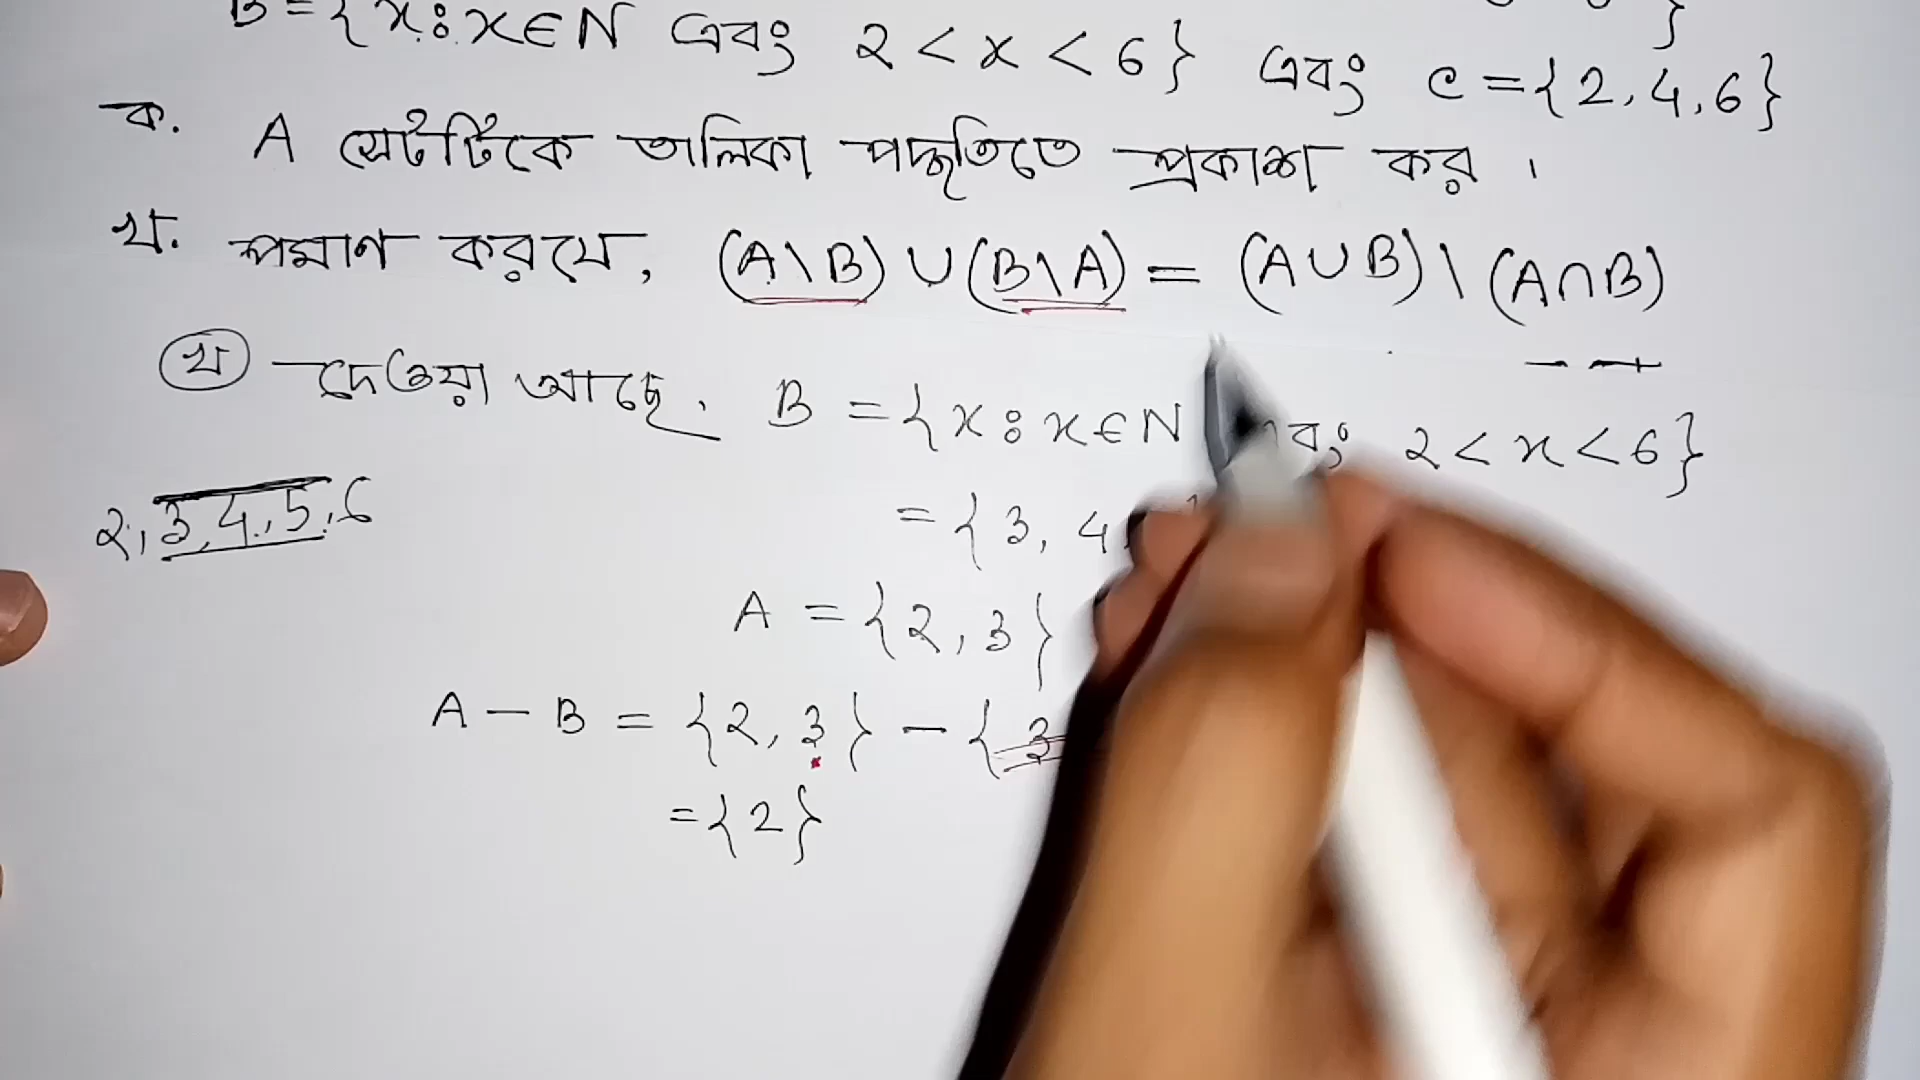 B = {x : x ∈ N এবং 2 < x < 6} এবং C = {2, 4, 6}
ক. A সেটটিকে তালিকা পদ্ধতিতে প্রকাশ কর ।
খ. প্রমাণ করযে, (A \ B) ∪ (B \ A) = (A ∪ B) \ (A ∩ B)
খ দেওয়া আছে, B = {x : x ∈ N এবং 2 < x < 6}
2, 3, 4, 5, 6
= {3, 4,
A = {2, 3}
A - B = {2, 3} - {3
= {2}